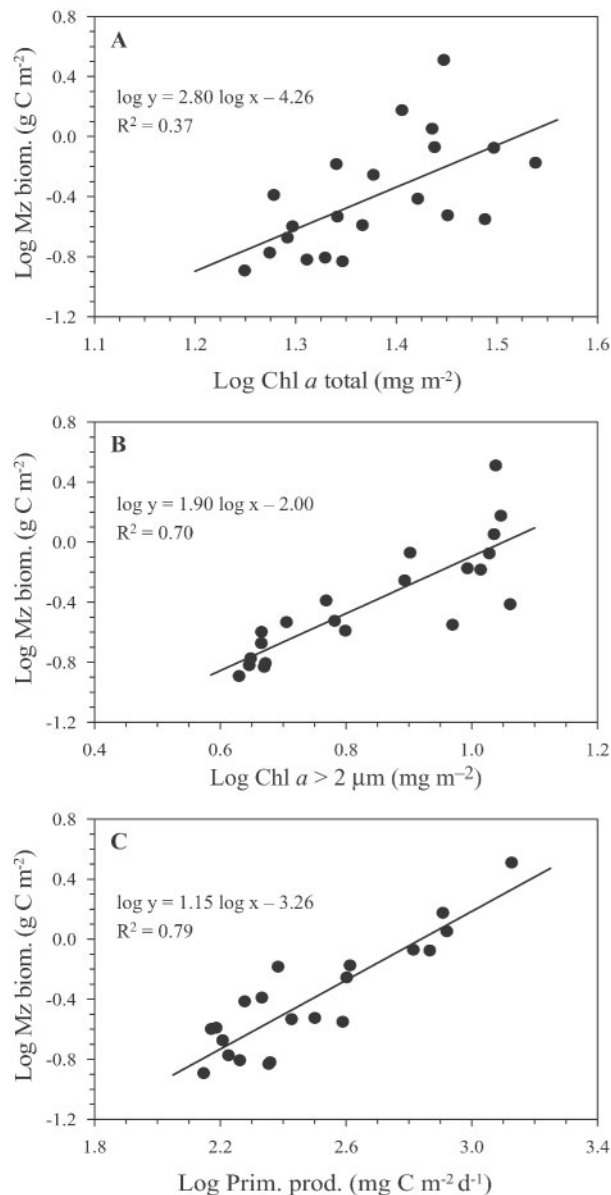 A
log y = 2.80 log x – 4.26
R² = 0.37
Log Mz biom. (g C m⁻²)
0.8
0.4
0.0
-0.4
-0.8
-1.2
1.1
1.2
1.3
1.4
1.5
1.6
Log Chl a total (mg m⁻²)
B
log y = 1.90 log x – 2.00
R² = 0.70
Log Mz biom. (g C m⁻²)
0.8
0.4
0.0
-0.4
-0.8
-1.2
0.4
0.6
0.8
1.0
1.2
Log Chl a > 2 µm (mg m⁻²)
C
log y = 1.15 log x – 3.26
R² = 0.79
Log Mz biom. (g C m⁻²)
0.8
0.4
0.0
-0.4
-0.8
-1.2
1.8
2.2
2.6
3.0
3.4
Log Prim. prod. (mg C m⁻² d⁻¹)